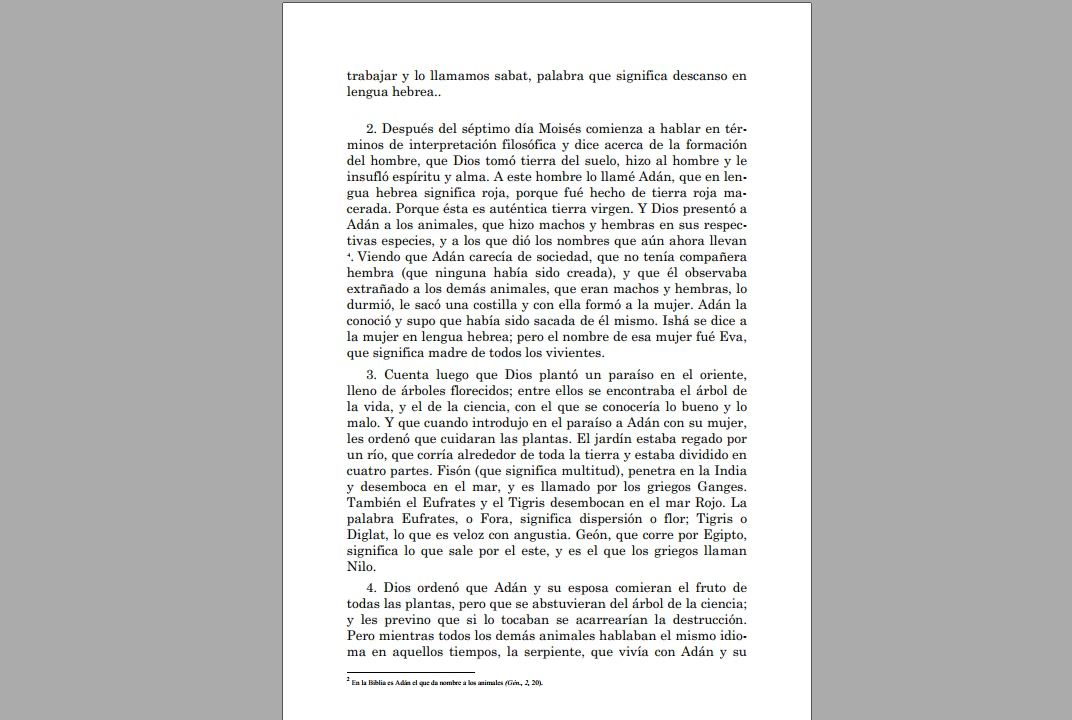 trabajar y lo llamamos sabat, palabra que significa descanso en
lengua hebrea..
2. Después del séptimo día Moisés comienza a hablar en tér-
minos de interpretación filosófica y dice acerca de la formación
del hombre, que Dios tomó tierra del suelo, hizo al hombre y le
insufló espíritu y alma. A este hombre lo llamé Adán, que en len-
gua hebrea significa roja, porque fué hecho de tierra roja ma-
cerada. Porque ésta es auténtica tierra virgen. Y Dios presentó a
Adán a los animales, que hizo machos y hembras en sus respec-
tivas especies, y a los que dió los nombres que aún ahora llevan
⁴. Viendo que Adán carecía de sociedad, que no tenía compañera
hembra (que ninguna había sido creada), y que él observaba
extrañado a los demás animales, que eran machos y hembras, lo
durmió, le sacó una costilla y con ella formó a la mujer. Adán la
conoció y supo que había sido sacada de él mismo. Ishá se dice a
la mujer en lengua hebrea; pero el nombre de esa mujer fué Eva,
que significa madre de todos los vivientes.
3. Cuenta luego que Dios plantó un paraíso en el oriente,
lleno de árboles florecidos; entre ellos se encontraba el árbol de
la vida, y el de la ciencia, con el que se conocería lo bueno y lo
malo. Y que cuando introdujo en el paraíso a Adán con su mujer,
les ordenó que cuidaran las plantas. El jardín estaba regado por
un río, que corría alrededor de toda la tierra y estaba dividido en
cuatro partes. Fisón (que significa multitud), penetra en la India
y desemboca en el mar, y es llamado por los griegos Ganges.
También el Eufrates y el Tigris desembocan en el mar Rojo. La
palabra Eufrates, o Fora, significa dispersión o flor; Tigris o
Diglat, lo que es veloz con angustia. Geón, que corre por Egipto,
significa lo que sale por el este, y es el que los griegos llaman
Nilo.
4. Dios ordenó que Adán y su esposa comieran el fruto de
todas las plantas, pero que se abstuvieran del árbol de la ciencia;
y les previno que si lo tocaban se acarrearían la destrucción.
Pero mientras todos los demás animales hablaban el mismo idio-
ma en aquellos tiempos, la serpiente, que vivía con Adán y su
² En la Biblia es Adán el que da nombre a los animales (Gén., 2, 20).